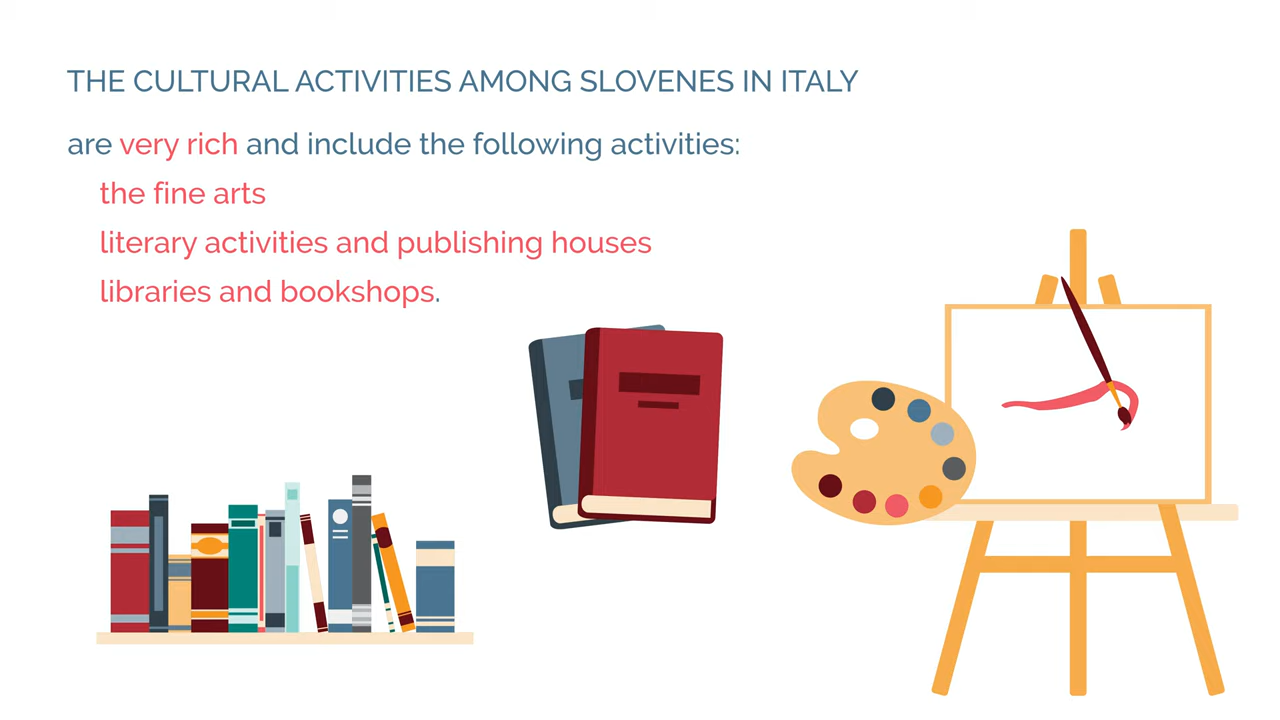 THE CULTURAL ACTIVITIES AMONG SLOVENES IN ITALY
are very rich and include the following activities:
the fine arts
literary activities and publishing houses
libraries and bookshops.